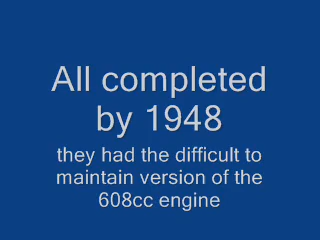 All completed
by 1948
they had the difficult to
maintain version of the
608cc engine